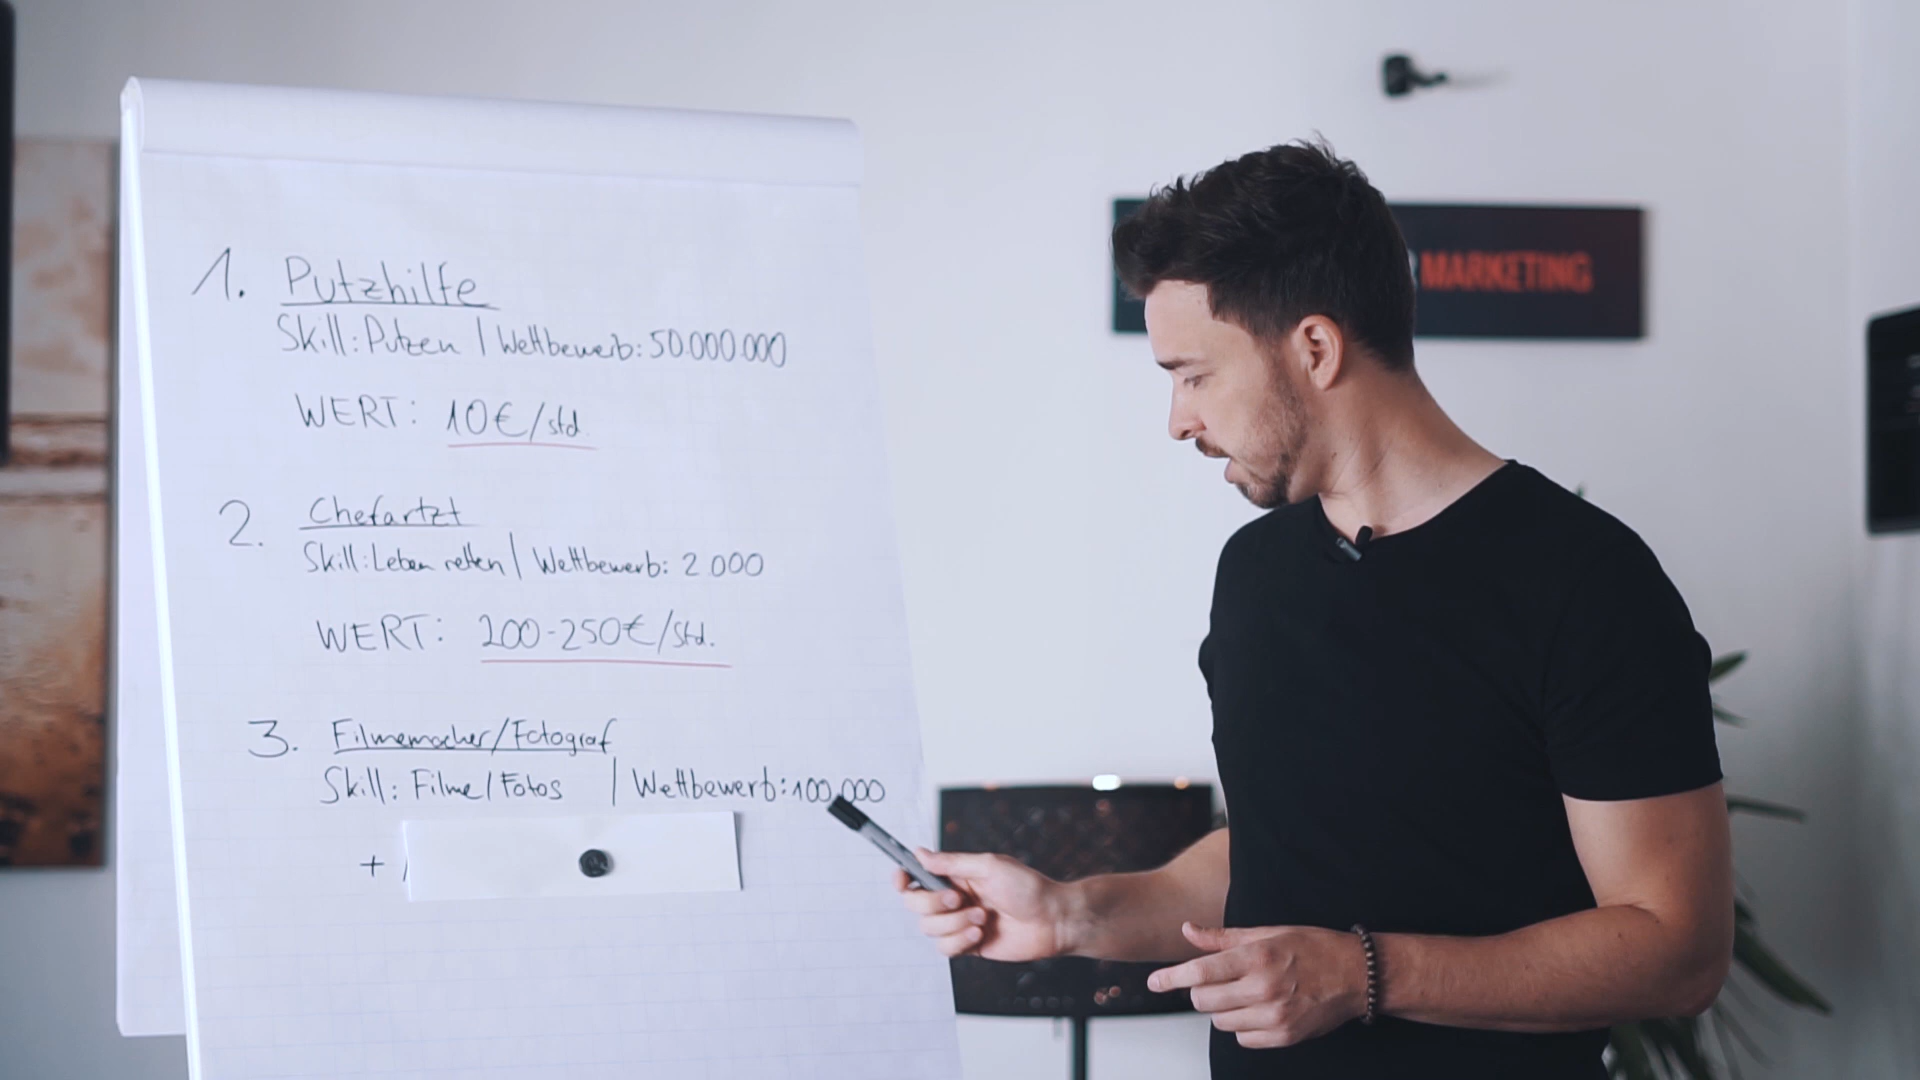 1. Putzhilfe
Skill: Putzen | Wettbewerb: 50.000.000
WERT: 10€/std.
2. Chefartzt
Skill: Leben retten | Wettbewerb: 2.000
WERT: 200-250€/Std.
3. Filmemacher/Fotograf
Skill: Filme/Fotos | Wettbewerb: 100.000
+
MARKETING